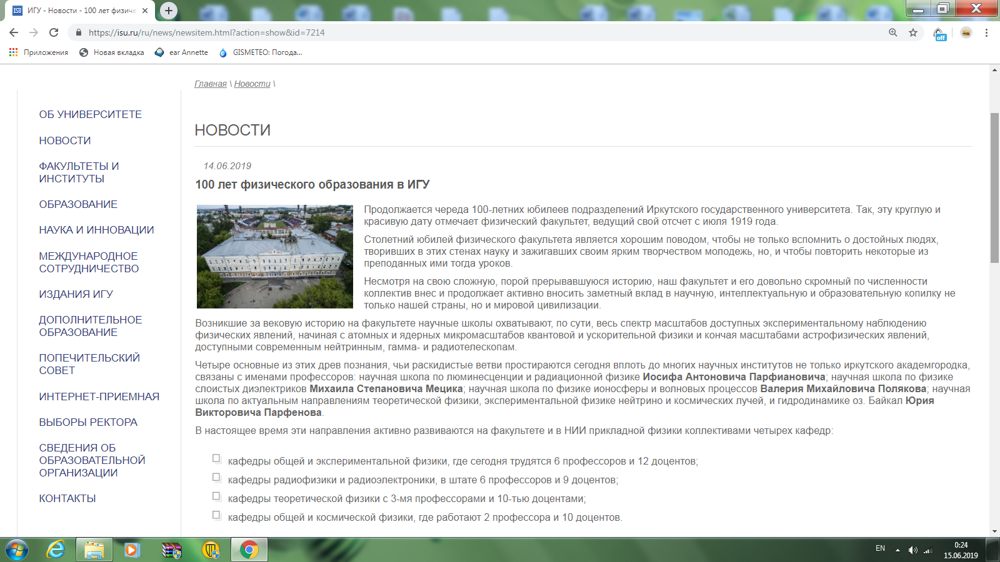 ИГУ - Новости - 100 лет физиче
https://isu.ru/ru/news/newsitem.html?action=show&id=7214
off
Приложения
Новая вкладка
ear Annette
GISMETEO: Погода...
Главная \ Новости \
ОБ УНИВЕРСИТЕТЕ
НОВОСТИ
ФАКУЛЬТЕТЫ И
ИНСТИТУТЫ
ОБРАЗОВАНИЕ
НАУКА И ИННОВАЦИИ
МЕЖДУНАРОДНОЕ
СОТРУДНИЧЕСТВО
ИЗДАНИЯ ИГУ
ДОПОЛНИТЕЛЬНОЕ
ОБРАЗОВАНИЕ
ПОПЕЧИТЕЛЬСКИЙ
СОВЕТ
ИНТЕРНЕТ-ПРИЕМНАЯ
ВЫБОРЫ РЕКТОРА
СВЕДЕНИЯ ОБ
ОБРАЗОВАТЕЛЬНОЙ
ОРГАНИЗАЦИИ
КОНТАКТЫ
НОВОСТИ
14.06.2019
100 лет физического образования в ИГУ
Продолжается череда 100-летних юбилеев подразделений Иркутского государственного университета. Так, эту круглую и
красивую дату отмечает физический факультет, ведущий свой отсчет с июля 1919 года.
Столетний юбилей физического факультета является хорошим поводом, чтобы не только вспомнить о достойных людях,
творивших в этих стенах науку и зажигавших своим ярким творчеством молодежь, но, и чтобы повторить некоторые из
преподанных ими тогда уроков.
Несмотря на свою сложную, порой прерывавшуюся историю, наш факультет и его довольно скромный по численности
коллектив внес и продолжает активно вносить заметный вклад в научную, интеллектуальную и образовательную копилку не
только нашей страны, но и мировой цивилизации.
Возникшие за вековую историю на факультете научные школы охватывают, по сути, весь спектр масштабов доступных экспериментальному наблюдению
физических явлений, начиная с атомных и ядерных микромасштабов квантовой и ускорительной физики и кончая масштабами астрофизических явлений,
доступными современным нейтринным, гамма- и радиотелескопам.
Четыре основные из этих древ познания, чьи раскидистые ветви простираются сегодня вплоть до многих научных институтов не только иркутского академгородка,
связаны с именами профессоров: научная школа по люминесценции и радиационной физике Иосифа Антоновича Парфиановича; научная школа по физике
слоистых диэлектриков Михаила Степановича Мецика; научная школа по физике ионосферы и волновых процессов Валерия Михайловича Полякова; научная
школа по актуальным направлениям теоретической физики, экспериментальной физике нейтрино и космических лучей, и гидродинамике оз. Байкал Юрия
Викторовича Парфенова.
В настоящее время эти направления активно развиваются на факультете и в НИИ прикладной физики коллективами четырех кафедр:
кафедры общей и экспериментальной физики, где сегодня трудятся 6 профессоров и 12 доцентов;
кафедры радиофизики и радиоэлектроники, в штате 6 профессоров и 9 доцентов;
кафедры теоретической физики с 3-мя профессорами и 10-тью доцентами;
кафедры общей и космической физики, где работают 2 профессора и 10 доцентов.
EN
0:24
15.06.2019